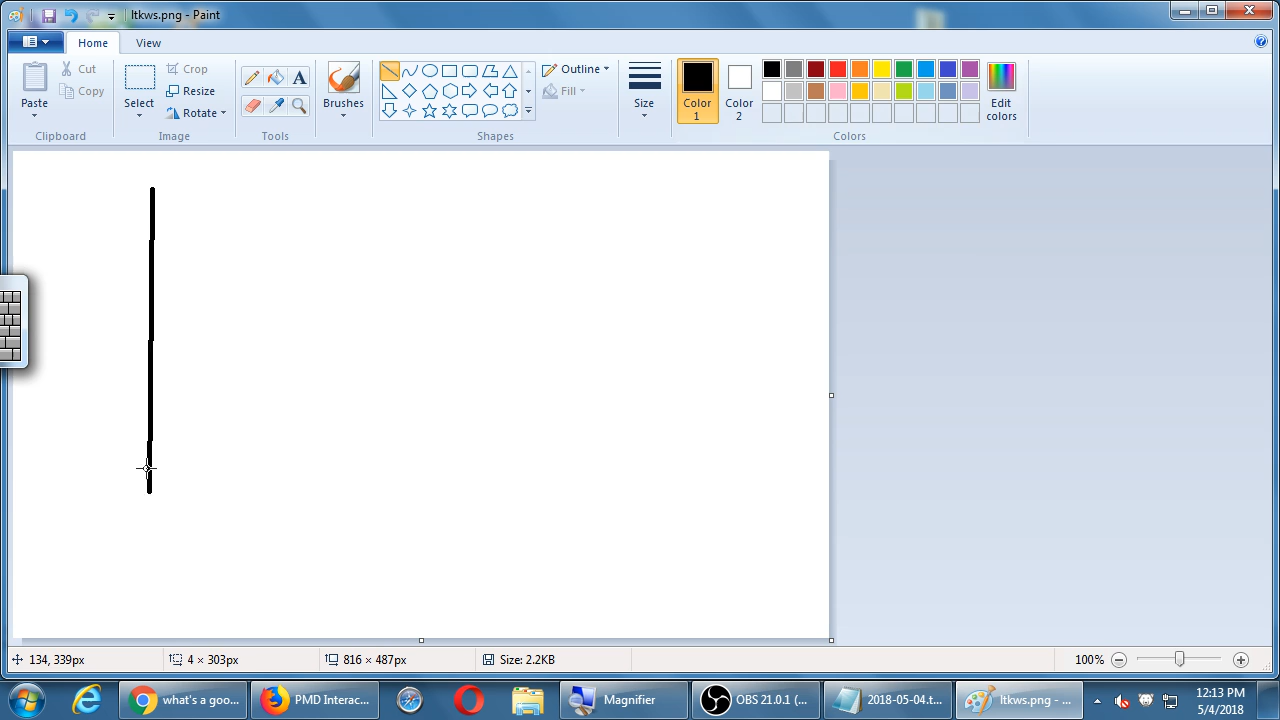 ltkws.png - Paint
Home
View
Paste
Cut
Copy
Clipboard
Select
Crop
Resize
Rotate
Image
A
Tools
Brushes
Outline
Fill
Shapes
Size
Color 1
Color 2
Edit colors
Colors
134, 339px
4 × 303px
816 × 487px
Size: 2.2KB
100%
what's a goo...
PMD Interac...
Magnifier
OBS 21.0.1 (...
2018-05-04.t...
ltkws.png - ...
12:13 PM
5/4/2018